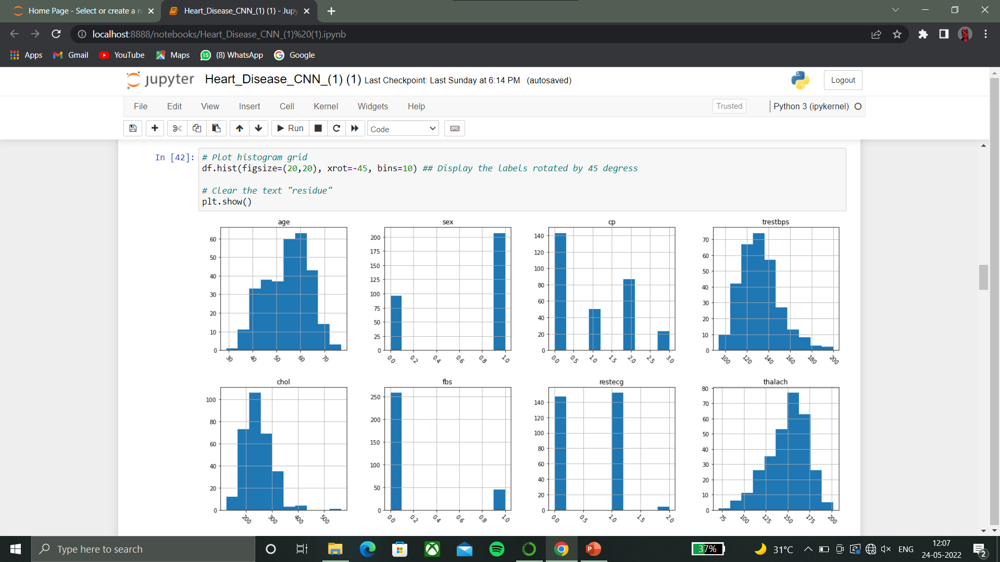 Home Page - Select or create a n
Heart_Disease_CNN_(1) (1) - Jupy
localhost:8888/notebooks/Heart_Disease_CNN_(1)%20(1).ipynb
Apps Gmail YouTube Maps 15 (8) WhatsApp Google
jupyter Heart_Disease_CNN_(1) (1) Last Checkpoint: Last Sunday at 6:14 PM (autosaved) Logout
File Edit View Insert Cell Kernel Widgets Help Trusted Python 3 (ipykernel)
Run Code
In [42]: # Plot histogram grid
df.hist(figsize=(20,20), xrot=-45, bins=10) ## Display the labels rotated by 45 degress
# Clear the text "residue"
plt.show()
age
60
50
40
30
20
10
0
30 40 50 60 70
sex
200
175
150
125
100
75
50
25
0
0.0 0.2 0.4 0.6 0.8 1.0
cp
140
120
100
80
60
40
20
0
0.0 0.5 1.0 1.5 2.0 2.5 3.0
trestbps
70
60
50
40
30
20
10
0
100 120 140 160 180 200
chol
100
80
60
40
20
0
200 300 400 500
fbs
250
200
150
100
50
0
0.0 0.2 0.4 0.6 0.8 1.0
restecg
140
120
100
80
60
40
20
0
0.0 0.5 1.0 1.5 2.0
thalach
80
70
60
50
40
30
20
10
0
75 100 125 150 175 200
Type here to search
37%
31°C
ENG
12:07
24-05-2022
2